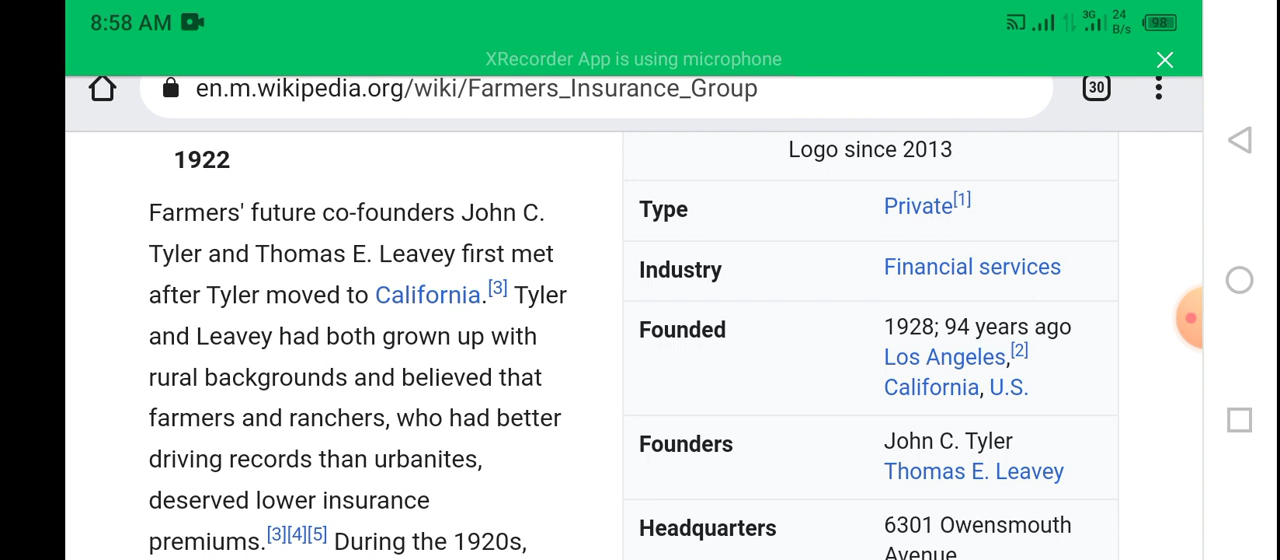 8:58 AM
3G
24
B/s
98
XRecorder App is using microphone
en.m.wikipedia.org/wiki/Farmers_Insurance_Group
30
1922
Farmers' future co-founders John C.
Tyler and Thomas E. Leavey first met
after Tyler moved to California.[3] Tyler
and Leavey had both grown up with
rural backgrounds and believed that
farmers and ranchers, who had better
driving records than urbanites,
deserved lower insurance
premiums.[3][4][5] During the 1920s,
Logo since 2013
Type Private[1]
Industry Financial services
Founded 1928; 94 years ago
Los Angeles,[2]
California, U.S.
Founders John C. Tyler
Thomas E. Leavey
Headquarters 6301 Owensmouth
Avenue